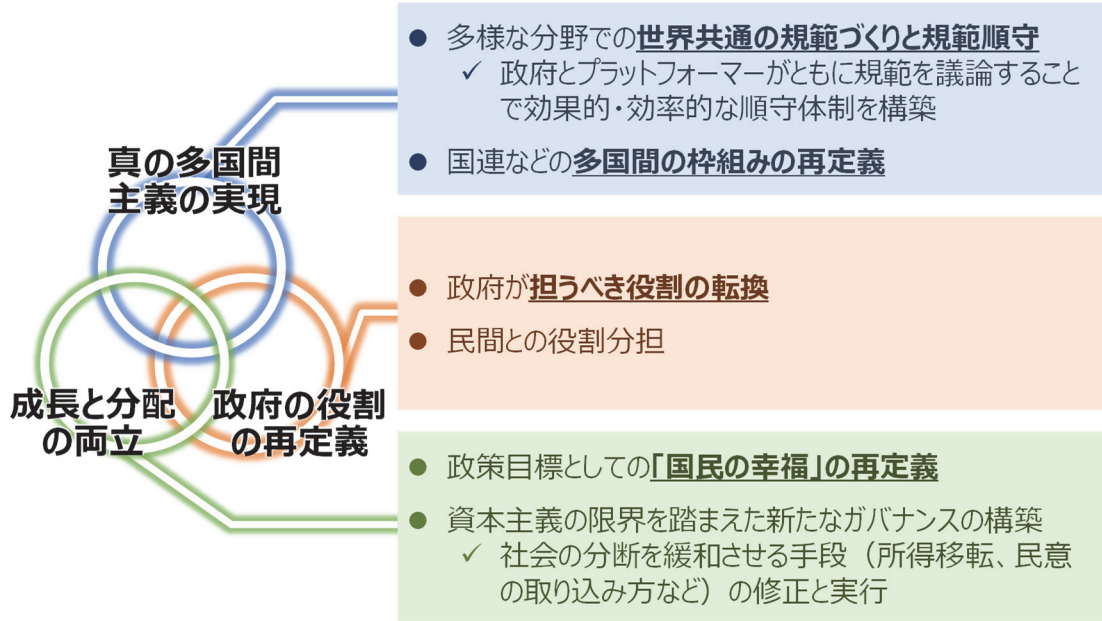 真の多国間
主義の実現
成長と分配
の両立
政府の役割
の再定義
● 多様な分野での世界共通の規範づくりと規範順守
✓ 政府とプラットフォーマーがともに規範を議論すること
で効果的・効率的な順守体制を構築
● 国連などの多国間の枠組みの再定義
● 政府が担うべき役割の転換
● 民間との役割分担
● 政策目標としての「国民の幸福」の再定義
● 資本主義の限界を踏まえた新たなガバナンスの構築
✓ 社会の分断を緩和させる手段（所得移転、民意
の取り込み方など）の修正と実行